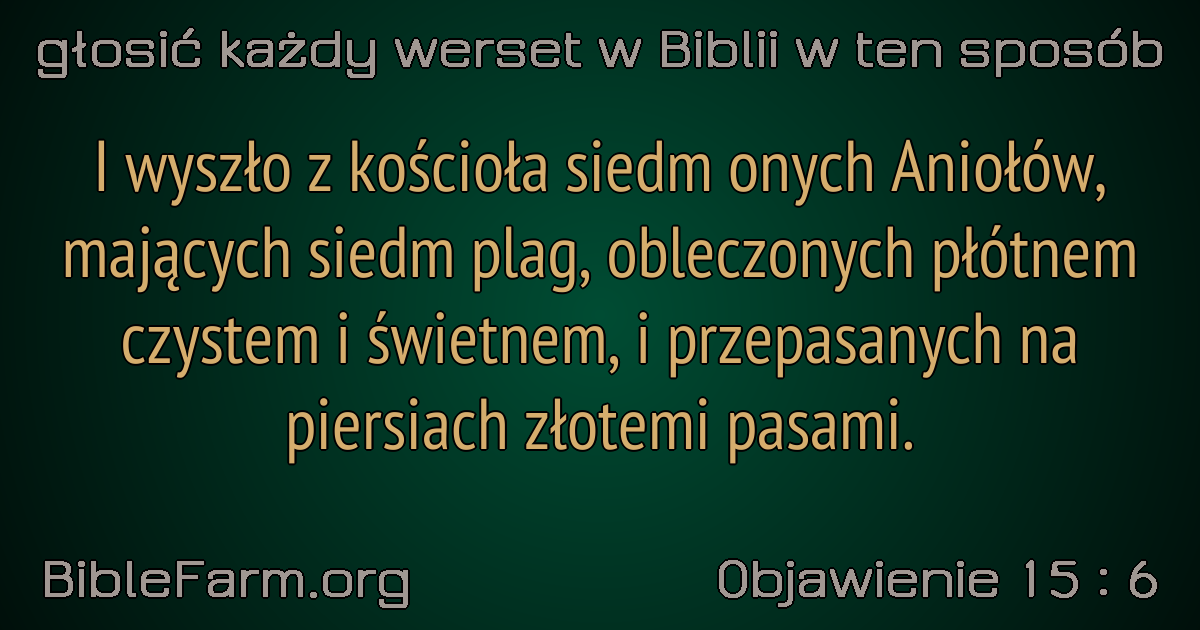 głosić każdy werset w Biblii w ten sposób
I wyszło z kościoła siedm onych Aniołów,
mających siedm plag, obleczonych płótnem
czystem i świetnem, i przepasanych na
piersiach złotemi pasami.
BibleFarm.org
Objawienie 15 : 6